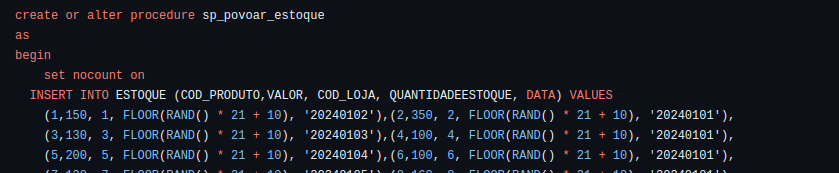 create or alter procedure sp_povoar_estoque
as
begin
set nocount on
INSERT INTO ESTOQUE (COD_PRODUTO,VALOR, COD_LOJA, QUANTIDADEESTOQUE, DATA) VALUES
(1,150, 1, FLOOR(RAND() * 21 + 10), '20240102'),(2,350, 2, FLOOR(RAND() * 21 + 10), '20240101'),
(3,130, 3, FLOOR(RAND() * 21 + 10), '20240103'),(4,100, 4, FLOOR(RAND() * 21 + 10), '20240101'),
(5,200, 5, FLOOR(RAND() * 21 + 10), '20240104'),(6,100, 6, FLOOR(RAND() * 21 + 10), '20240101'),